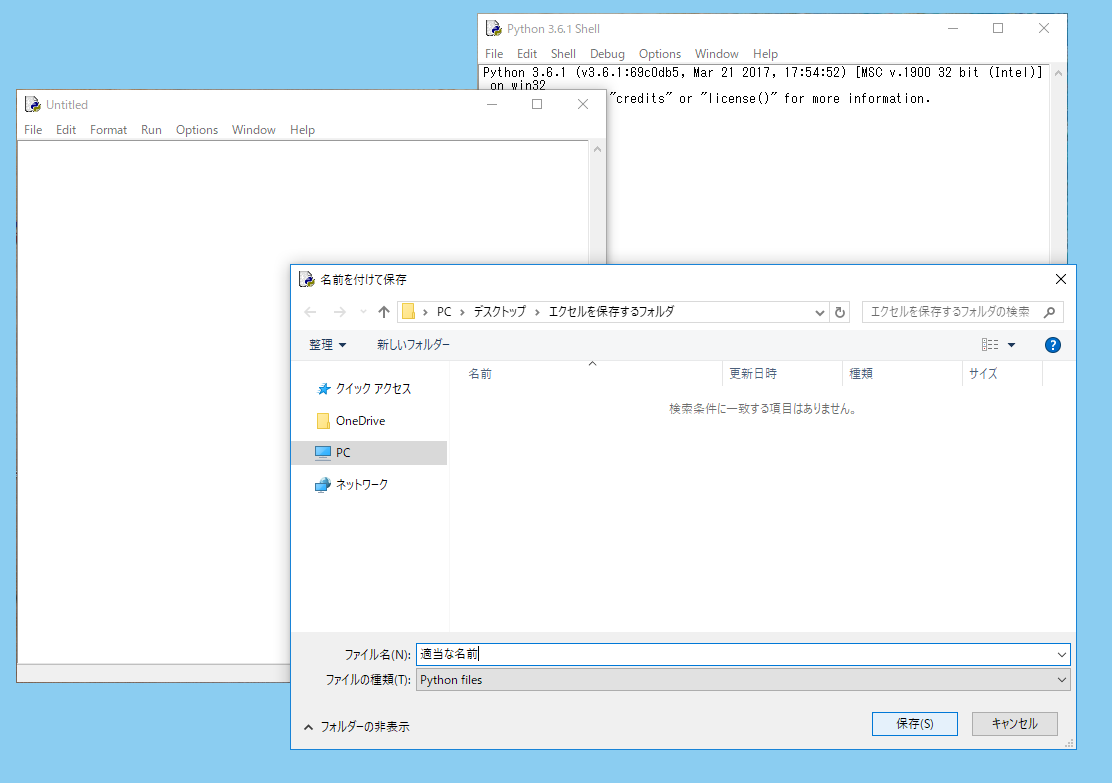 Python 3.6.1 Shell
File Edit Shell Debug Options Window Help
Python 3.6.1 (v3.6.1:69c0db5, Mar 21 2017, 17:54:52) [MSC v.1900 32 bit (Intel)]
on win32
"credits" or "license()" for more information.
Untitled
File Edit Format Run Options Window Help
名前を付けて保存
PC › デスクトップ › エクセルを保存するフォルダ
エクセルを保存するフォルダの検索
整理 新しいフォルダー
名前 更新日時 種類 サイズ
検索条件に一致する項目はありません。
クイック アクセス
OneDrive
PC
ネットワーク
ファイル名(N): 適当な名前
ファイルの種類(T): Python files
フォルダーの非表示
保存(S) キャンセル